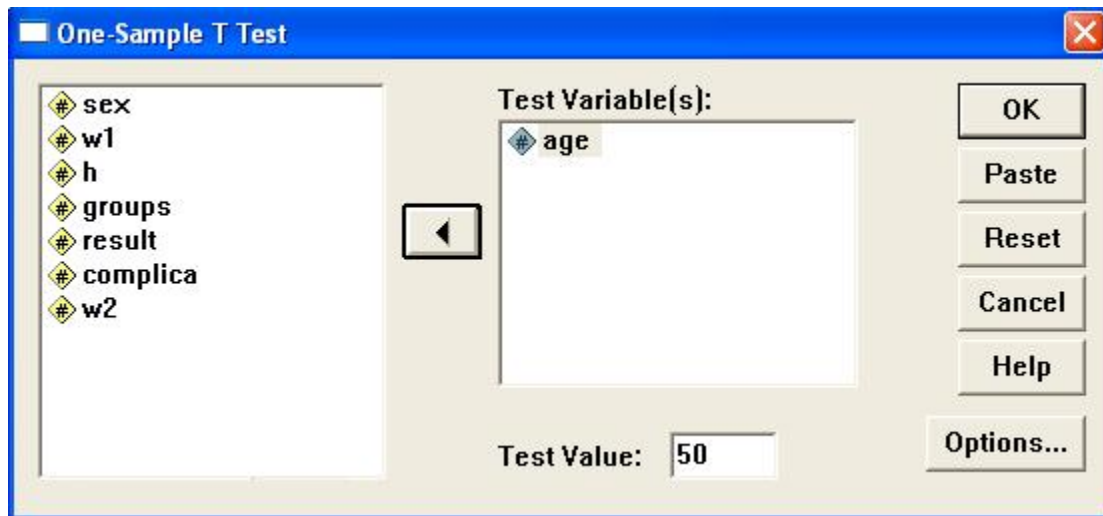 One-Sample T Test
# sex
# w1
# h
# groups
# result
# complica
# w2
Test Variable(s):
# age
Test Value: 50
OK
Paste
Reset
Cancel
Help
Options...